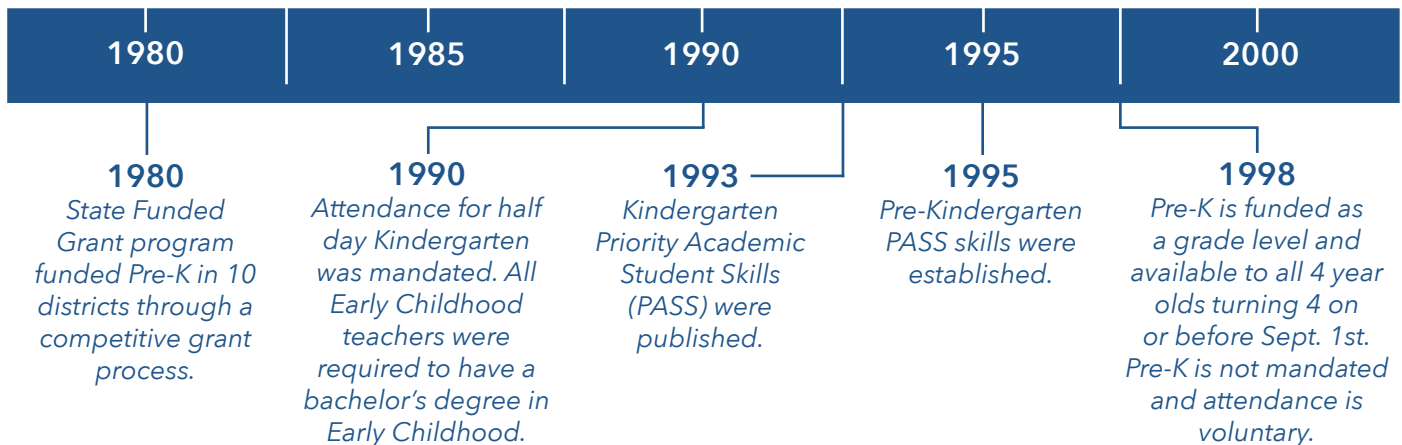 1980 1985 1990 1995 2000
1980
State Funded
Grant program
funded Pre-K in 10
districts through a
competitive grant
process.
1990
Attendance for half
day Kindergarten
was mandated. All
Early Childhood
teachers were
required to have a
bachelor’s degree in
Early Childhood.
1993
Kindergarten
Priority Academic
Student Skills
(PASS) were
published.
1995
Pre-Kindergarten
PASS skills were
established.
1998
Pre-K is funded as
a grade level and
available to all 4 year
olds turning 4 on
or before Sept. 1st.
Pre-K is not mandated
and attendance is
voluntary.